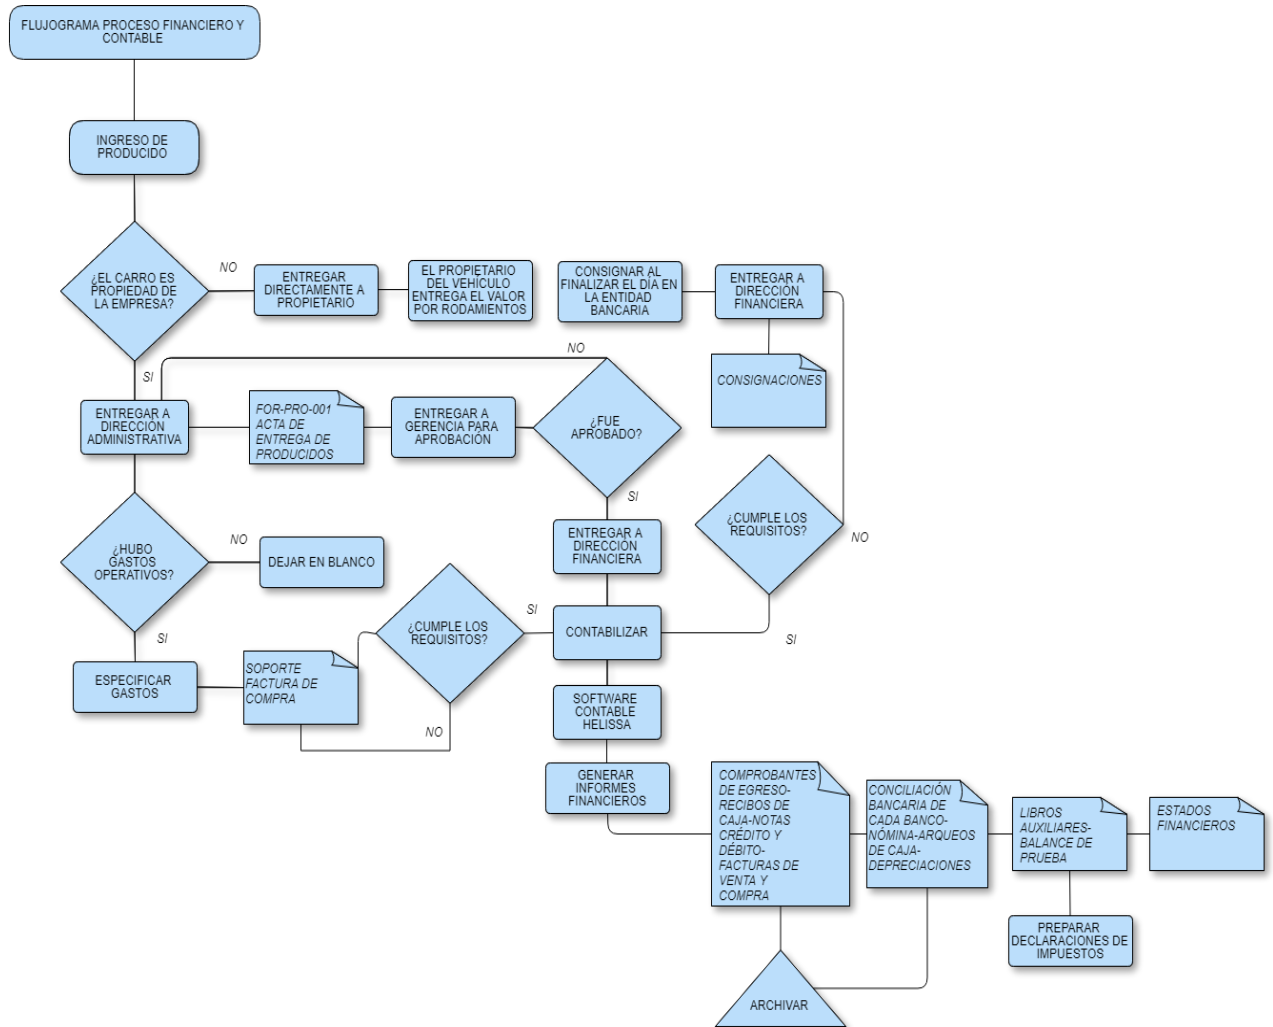 FLUJOGRAMA PROCESO FINANCIERO Y
CONTABLE
INGRESO DE
PRODUCIDO
¿EL CARRO ES
PROPIEDAD DE
LA EMPRESA?
NO
ENTREGAR
DIRECTAMENTE A
PROPIETARIO
EL PROPIETARIO
DEL VEHÍCULO
ENTREGA EL VALOR
POR RODAMIENTOS
CONSIGNAR AL
FINALIZAR EL DÍA EN
LA ENTIDAD
BANCARIA
ENTREGAR A
DIRECCIÓN
FINANCIERA
CONSIGNACIONES
SI
NO
ENTREGAR A
DIRECCIÓN
ADMINISTRATIVA
FOR-PRO-001
ACTA DE
ENTREGA DE
PRODUCIDOS
ENTREGAR A
GERENCIA PARA
APROBACIÓN
¿FUE
APROBADO?
SI
ENTREGAR A
DIRECCIÓN
FINANCIERA
¿CUMPLE LOS
REQUISITOS?
NO
¿HUBO
GASTOS
OPERATIVOS?
NO
DEJAR EN BLANCO
SI
ESPECIFICAR
GASTOS
SOPORTE
FACTURA DE
COMPRA
¿CUMPLE LOS
REQUISITOS?
SI
NO
CONTABILIZAR
SI
SOFTWARE
CONTABLE
HELISSA
GENERAR
INFORMES
FINANCIEROS
COMPROBANTES
DE EGRESO-
RECIBOS DE
CAJA-NOTAS
CRÉDITO Y
DÉBITO-
FACTURAS DE
VENTA Y
COMPRA
CONCILIACIÓN
BANCARIA DE
CADA BANCO-
NÓMINA-ARQUEOS
DE CAJA-
DEPRECIACIONES
LIBROS
AUXILIARES-
BALANCE DE
PRUEBA
ESTADOS
FINANCIEROS
PREPARAR
DECLARACIONES DE
IMPUESTOS
ARCHIVAR